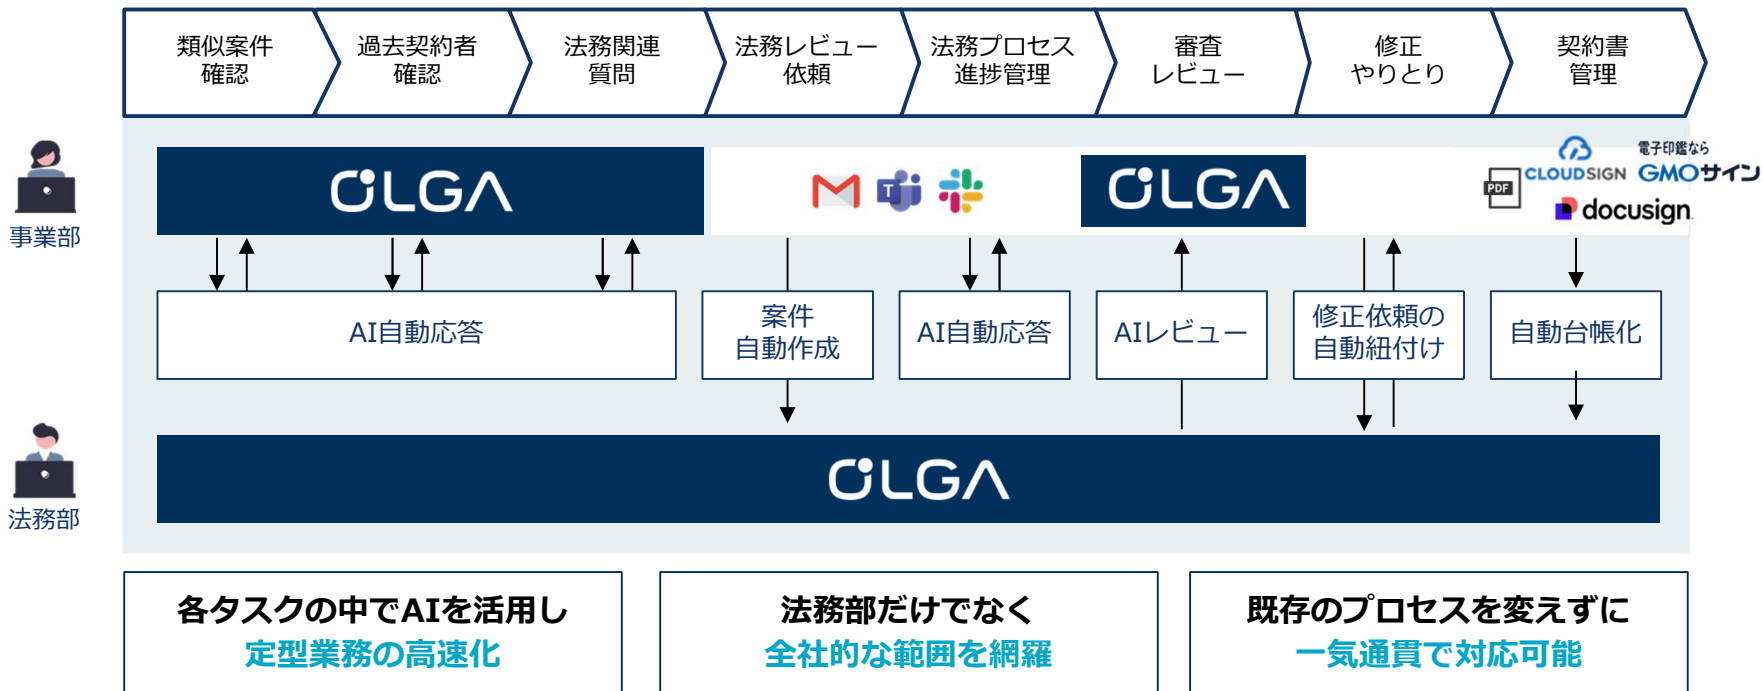 類似案件
確認
過去契約者
確認
法務関連
質問
法務レビュー
依頼
法務プロセス
進捗管理
審査
レビュー
修正
やりとり
契約書
管理
事業部
OLGA
T
OLGA
PDF
CLOUDSIGN
電子印鑑なら
GMOサイン
docusign
AI自動応答
案件
自動作成
AI自動応答
AIレビュー
修正依頼の
自動紐付け
自動台帳化
法務部
OLGA
各タスクの中でAIを活用し
定型業務の高速化
法務部だけでなく
全社的な範囲を網羅
既存のプロセスを変えずに
一気通貫で対応可能